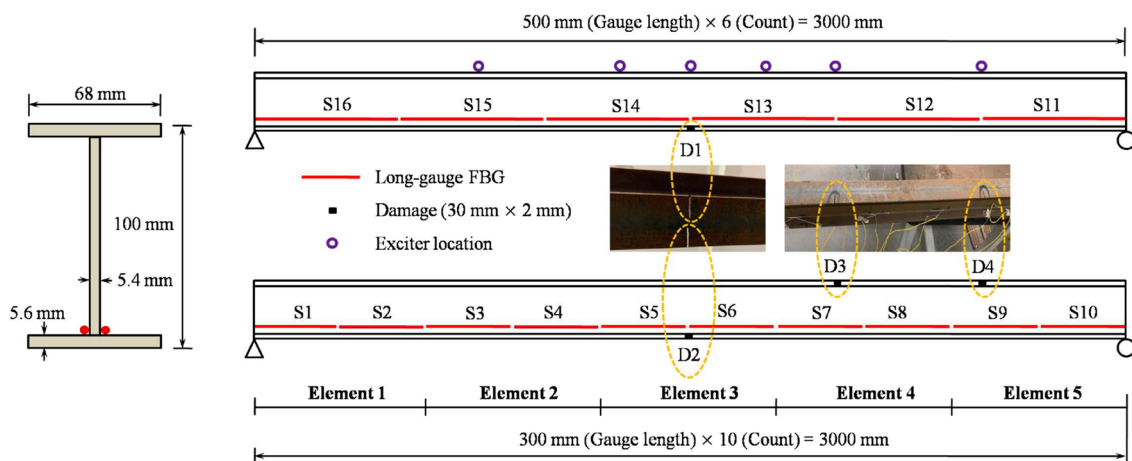 500 mm (Gauge length) × 6 (Count) = 3000 mm
68 mm
S16 S15 S14 S13 S12 S11
D1
Long-gauge FBG
Damage (30 mm × 2 mm)
Exciter location
100 mm
5.4 mm
5.6 mm
D3 D4
S1 S2 S3 S4 S5 S6 S7 S8 S9 S10
D2
Element 1 Element 2 Element 3 Element 4 Element 5
300 mm (Gauge length) × 10 (Count) = 3000 mm